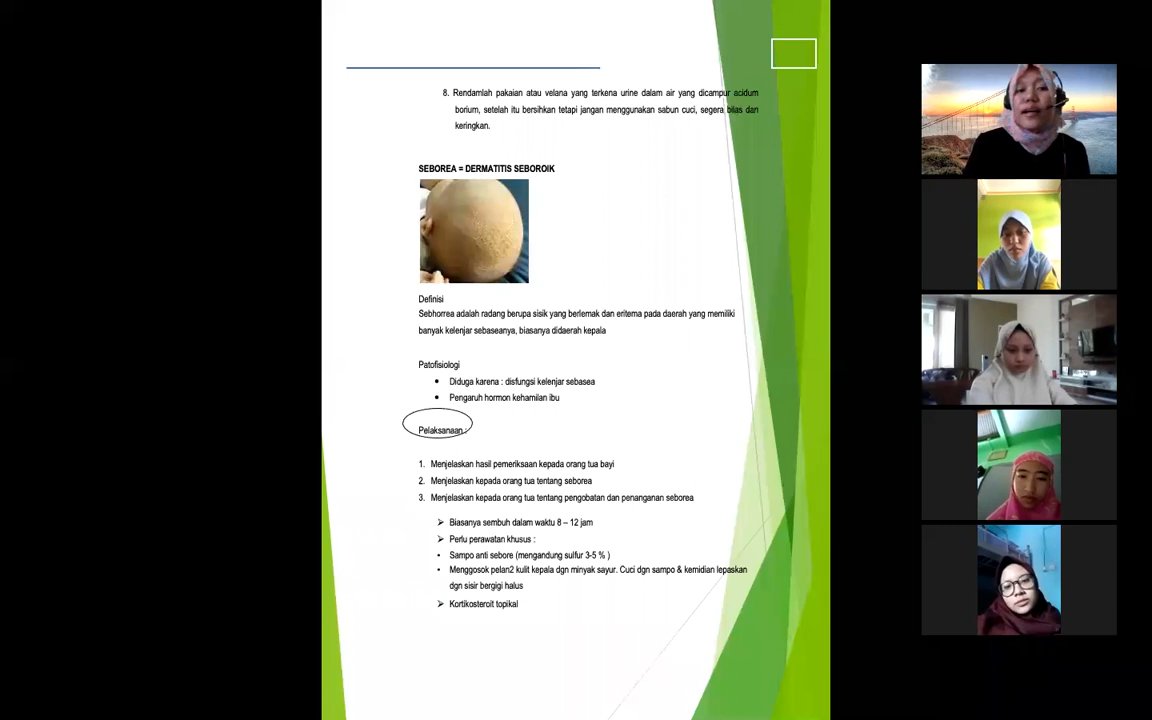 8. Rendamlah pakaian atau velana yang terkena urine dalam air yang dicampur acidum
borium, setelah itu bersihkan tetapi jangan menggunakan sabun cuci, segera bilas dan
keringkan.
SEBOREA = DERMATITIS SEBOROIK
Definisi
Sebhorrea adalah radang berupa sisik yang berlemak dan eritema pada daerah yang memiliki
banyak kelenjar sebaseanya, biasanya didaerah kepala
Patofisiologi
• Diduga karena : disfungsi kelenjar sebasea
• Pengaruh hormon kehamilan ibu
Pelaksanaan :
1. Menjelaskan hasil pemeriksaan kepada orang tua bayi
2. Menjelaskan kepada orang tua tentang seborea
3. Menjelaskan kepada orang tua tentang pengobatan dan penanganan seborea
➢ Biasanya sembuh dalam waktu 8 – 12 jam
➢ Perlu perawatan khusus :
• Sampo anti sebore (mengandung sulfur 3-5 % )
• Menggosok pelan2 kulit kepala dgn minyak sayur. Cuci dgn sampo & kemidian lepaskan
dgn sisir bergigi halus
➢ Kortikosteroit topikal